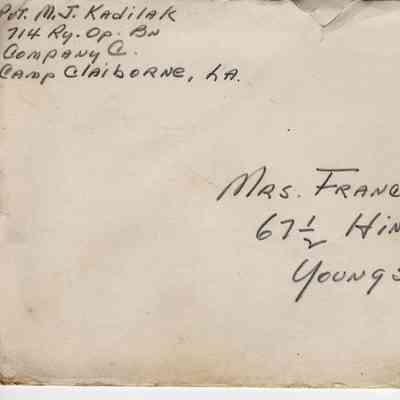 Pvt. M.J. Kadilak
714 Ry. Op. Bn
Company C.
Camp Claiborne, La.
Mrs. Franc
67½ Hin
Youngs